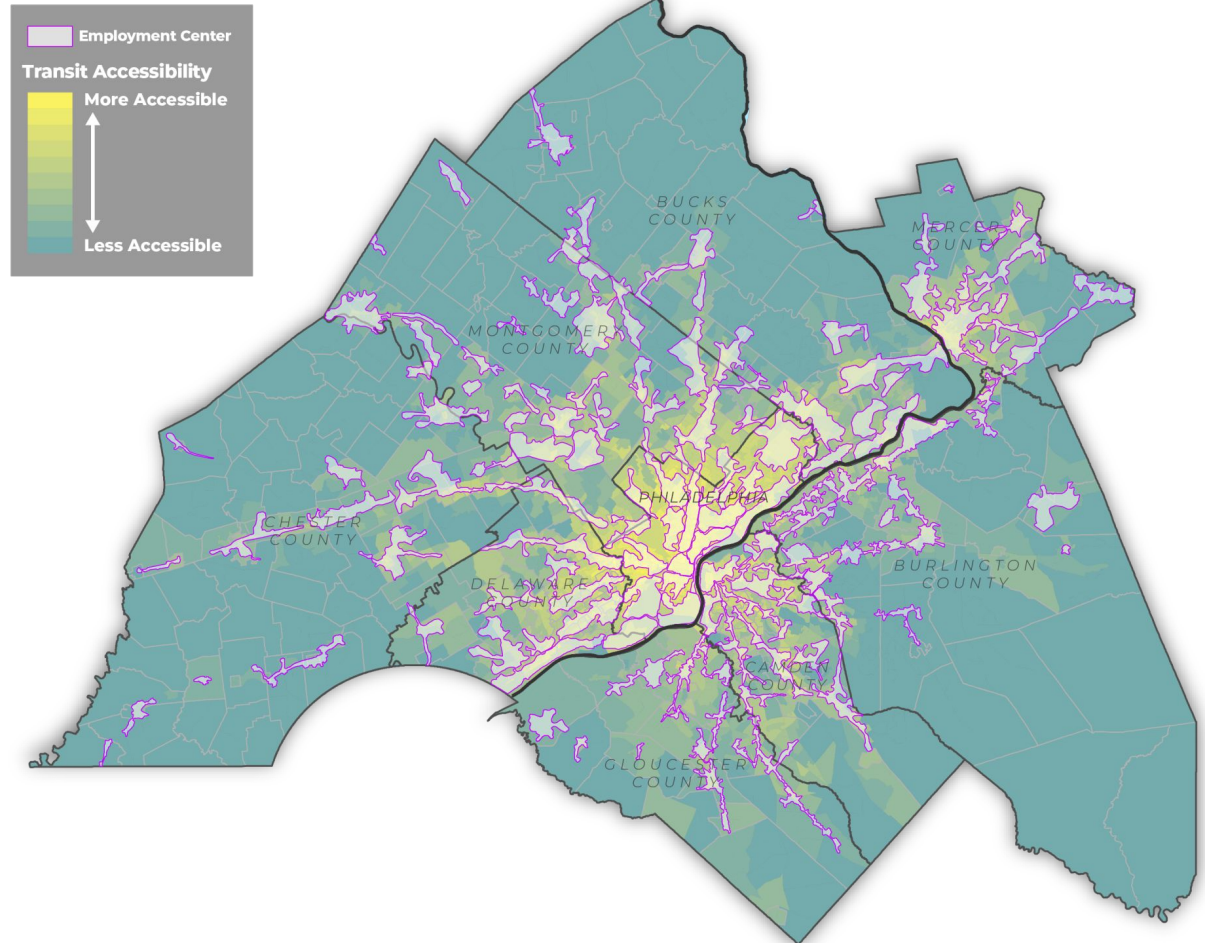 Employment Center
Transit Accessibility
More Accessible
Less Accessible
BUCKS
COUNTY
MERCER
COUNTY
MONTGOMERY
COUNTY
PHILADELPHIA
CHESTER
COUNTY
DELAWARE
COUNTY
BURLINGTON
COUNTY
CAMDEN
COUNTY
GLOUCESTER
COUNTY